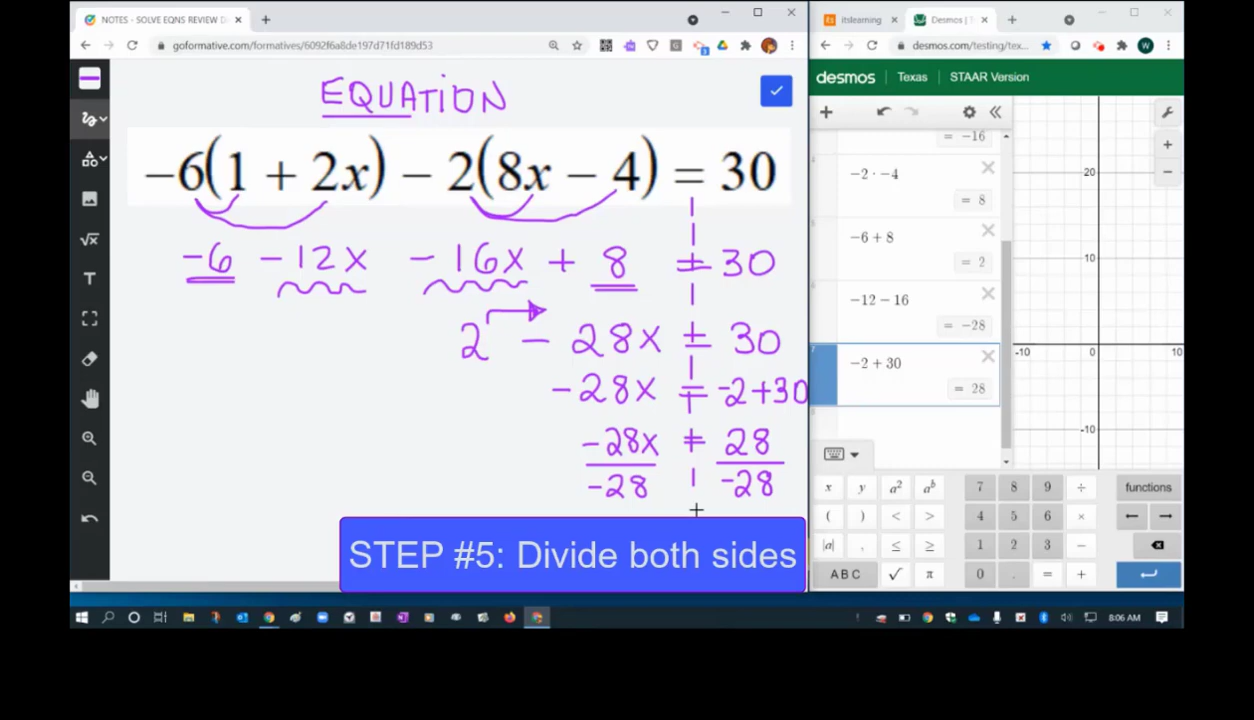 NOTES - SOLVE EQNS REVIEW D
goformative.com/formatives/6092f6a8de197d71fd189d53
EQUATION
−6(1 + 2x) − 2(8x − 4) = 30
-6 -12x -16x + 8 = 30
2 - 28x = 30
-28x = -2+30
-28x = 28
-28 -28
STEP #5: Divide both sides
T
itslearning
Desmos | T
desmos.com/testing/tex...
W
desmos Texas STAAR Version
= −16
−2 · −4
= 8
−6 + 8
= 2
−12 − 16
= −28
7
−2 + 30
= 28
8
20
10
-10 0 10
-10
x y a² aᵇ 7 8 9 ÷ functions
( ) < > 4 5 6 ×
|a| , ≤ ≥ 1 2 3 −
A B C √ π 0 . = +
8:06 AM